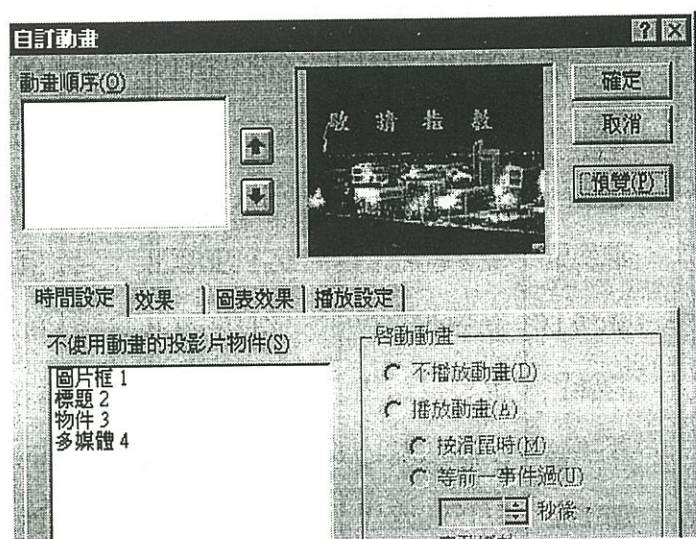 自訂動畫
動畫順序(O)
敬請指教
確定
取消
預覽(P)
時間設定 效果 圖表效果 播放設定
不使用動畫的投影片物件(S)
圖片框 1
標題 2
物件 3
多媒體 4
啓動動畫
不播放動畫(D)
播放動畫(A)
按滑鼠時(M)
等前一事件過(U)
秒後，